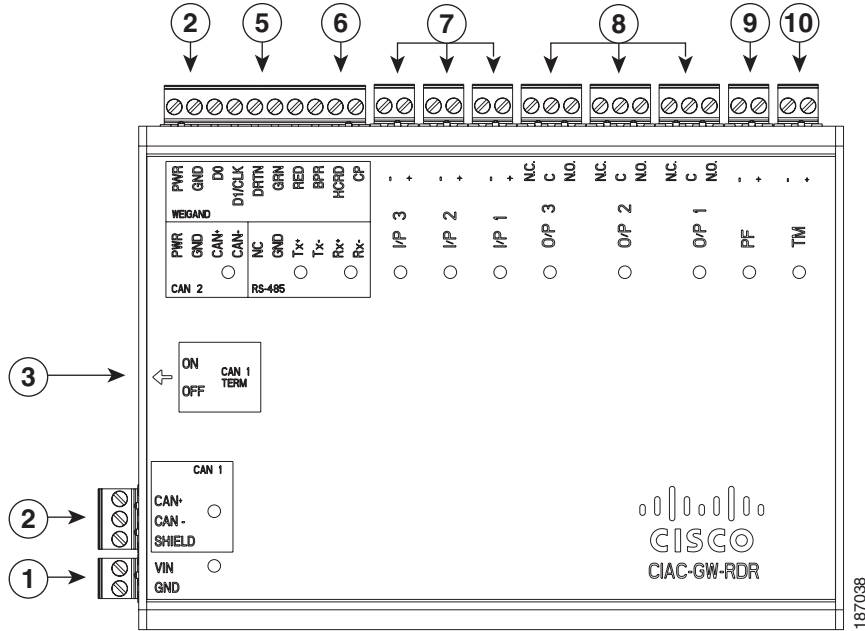 2 5 6 7 8 9 10
PWR GND D0 D1/CLK DRTN GRN RED BPR HCRD CP
WEIGAND
PWR GND CAN+ CAN-
CAN 2
NC GND Tx+ Tx- Rx+ Rx-
RS-485
- + I/P 3
- + I/P 2
- + I/P 1
N.C. C N.O. O/P 3
N.C. C N.O. O/P 2
N.C. C N.O. O/P 1
- + PF
- + TM
3
ON
OFF
CAN 1
TERM
2
CAN 1
CAN+
CAN -
SHIELD
1
VIN
GND
CISCO
CIAC-GW-RDR
187038